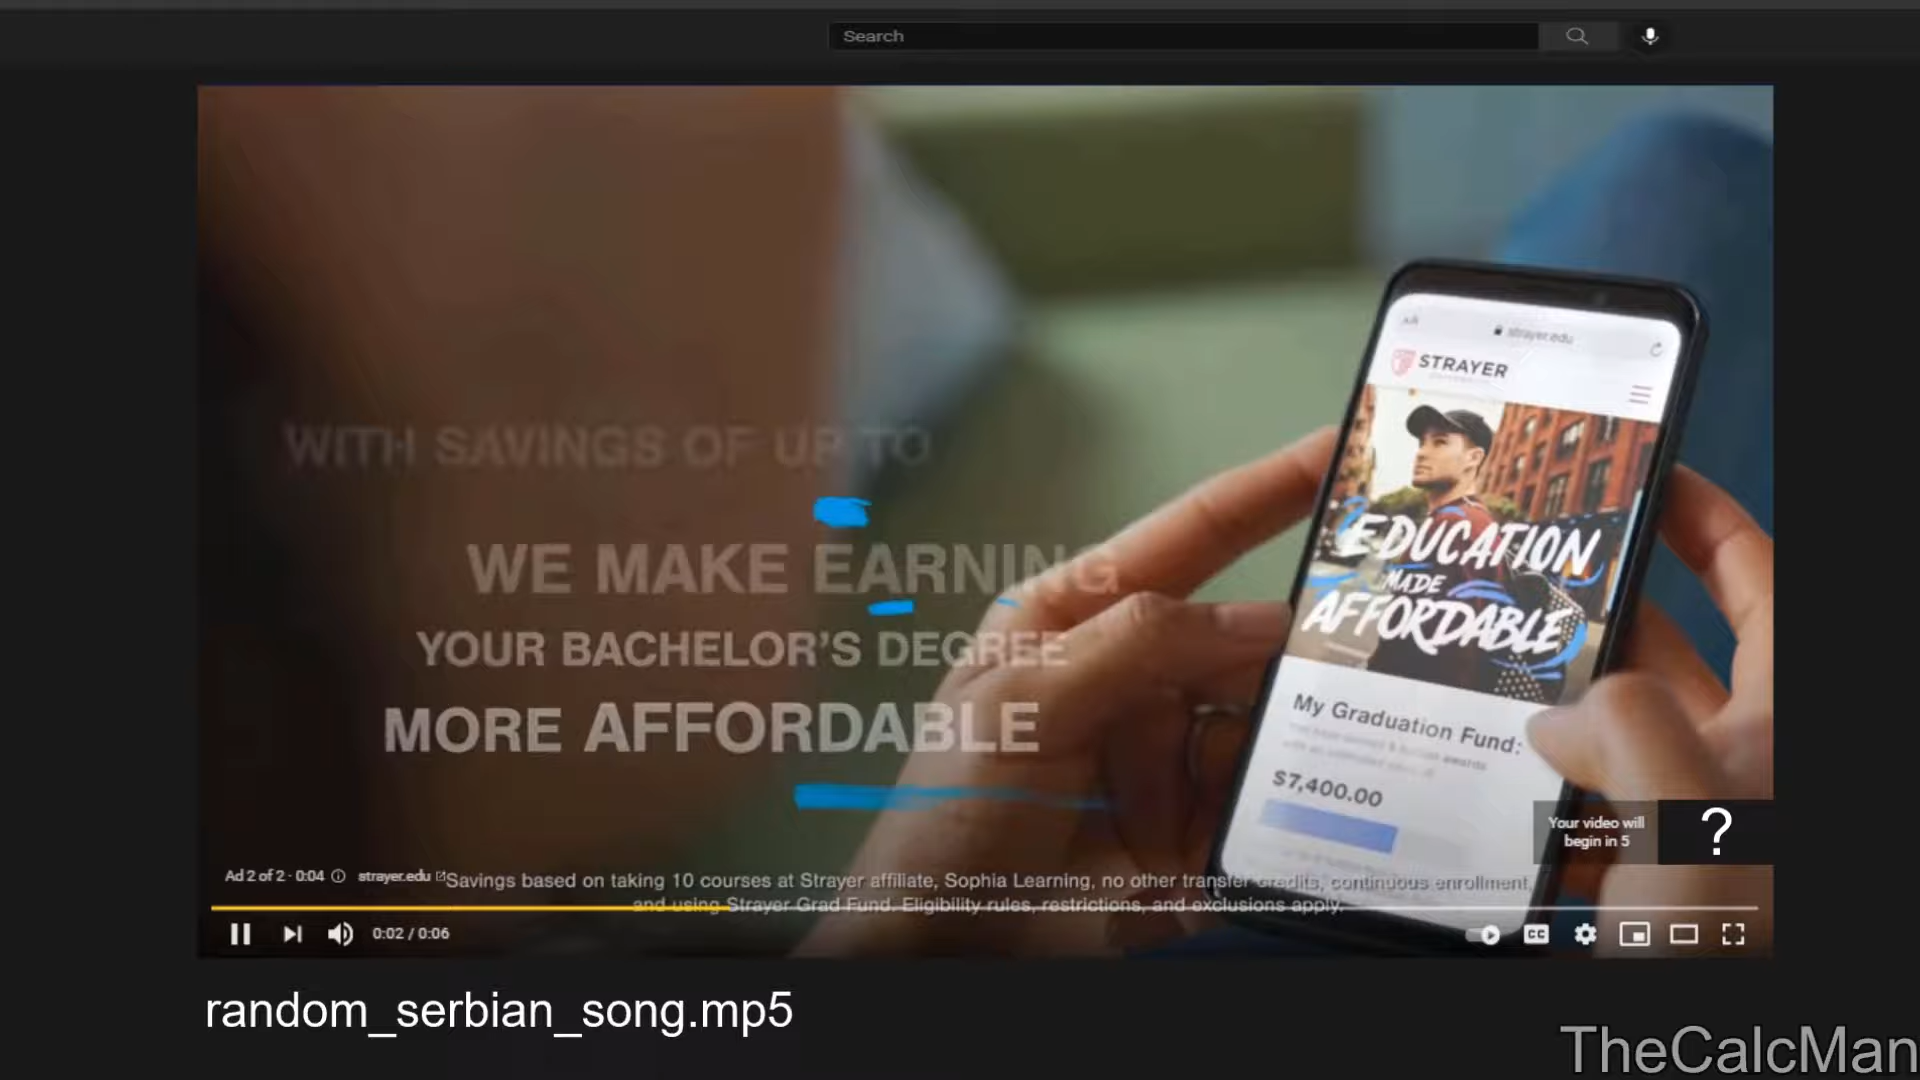 Search
AA
strayer.edu
STRAYER
EDUCATION
MADE
AFFORDABLE
WITH SAVINGS OF UP TO
WE MAKE EARNING
YOUR BACHELOR'S DEGREE
MORE AFFORDABLE
My Graduation Fund:
$7,400.00
Your video will
begin in 5
?
Ad 2 of 2 · 0:04
strayer.edu
Savings based on taking 10 courses at Strayer affiliate, Sophia Learning, no other transfer credits, continuous enrollment,
and using Strayer Grad Fund. Eligibility rules, restrictions, and exclusions apply.
0:02 / 0:06
CC
random_serbian_song.mp5
TheCalcMan